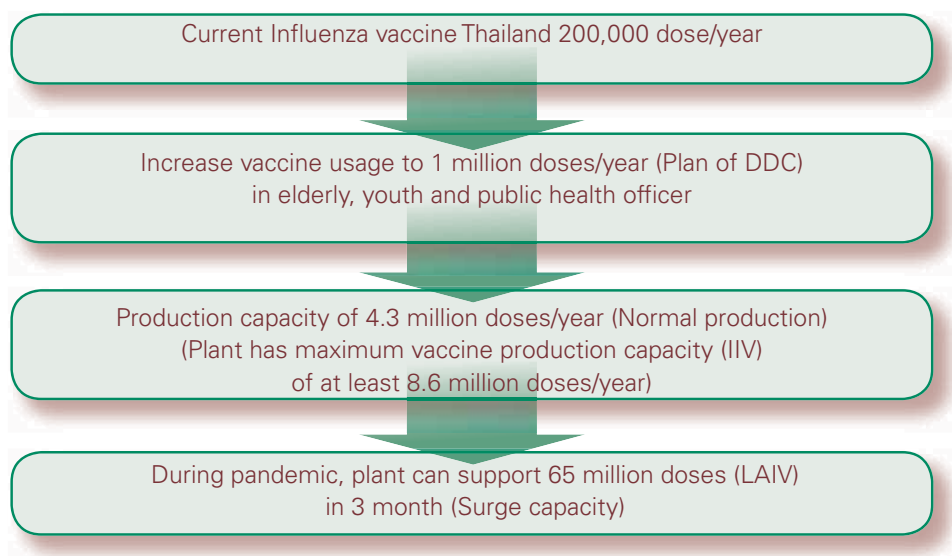 Current Influenza vaccine Thailand 200,000 dose/year
Increase vaccine usage to 1 million doses/year (Plan of DDC)
in elderly, youth and public health officer
Production capacity of 4.3 million doses/year (Normal production)
(Plant has maximum vaccine production capacity (IIV)
of at least 8.6 million doses/year)
During pandemic, plant can support 65 million doses (LAIV)
in 3 month (Surge capacity)